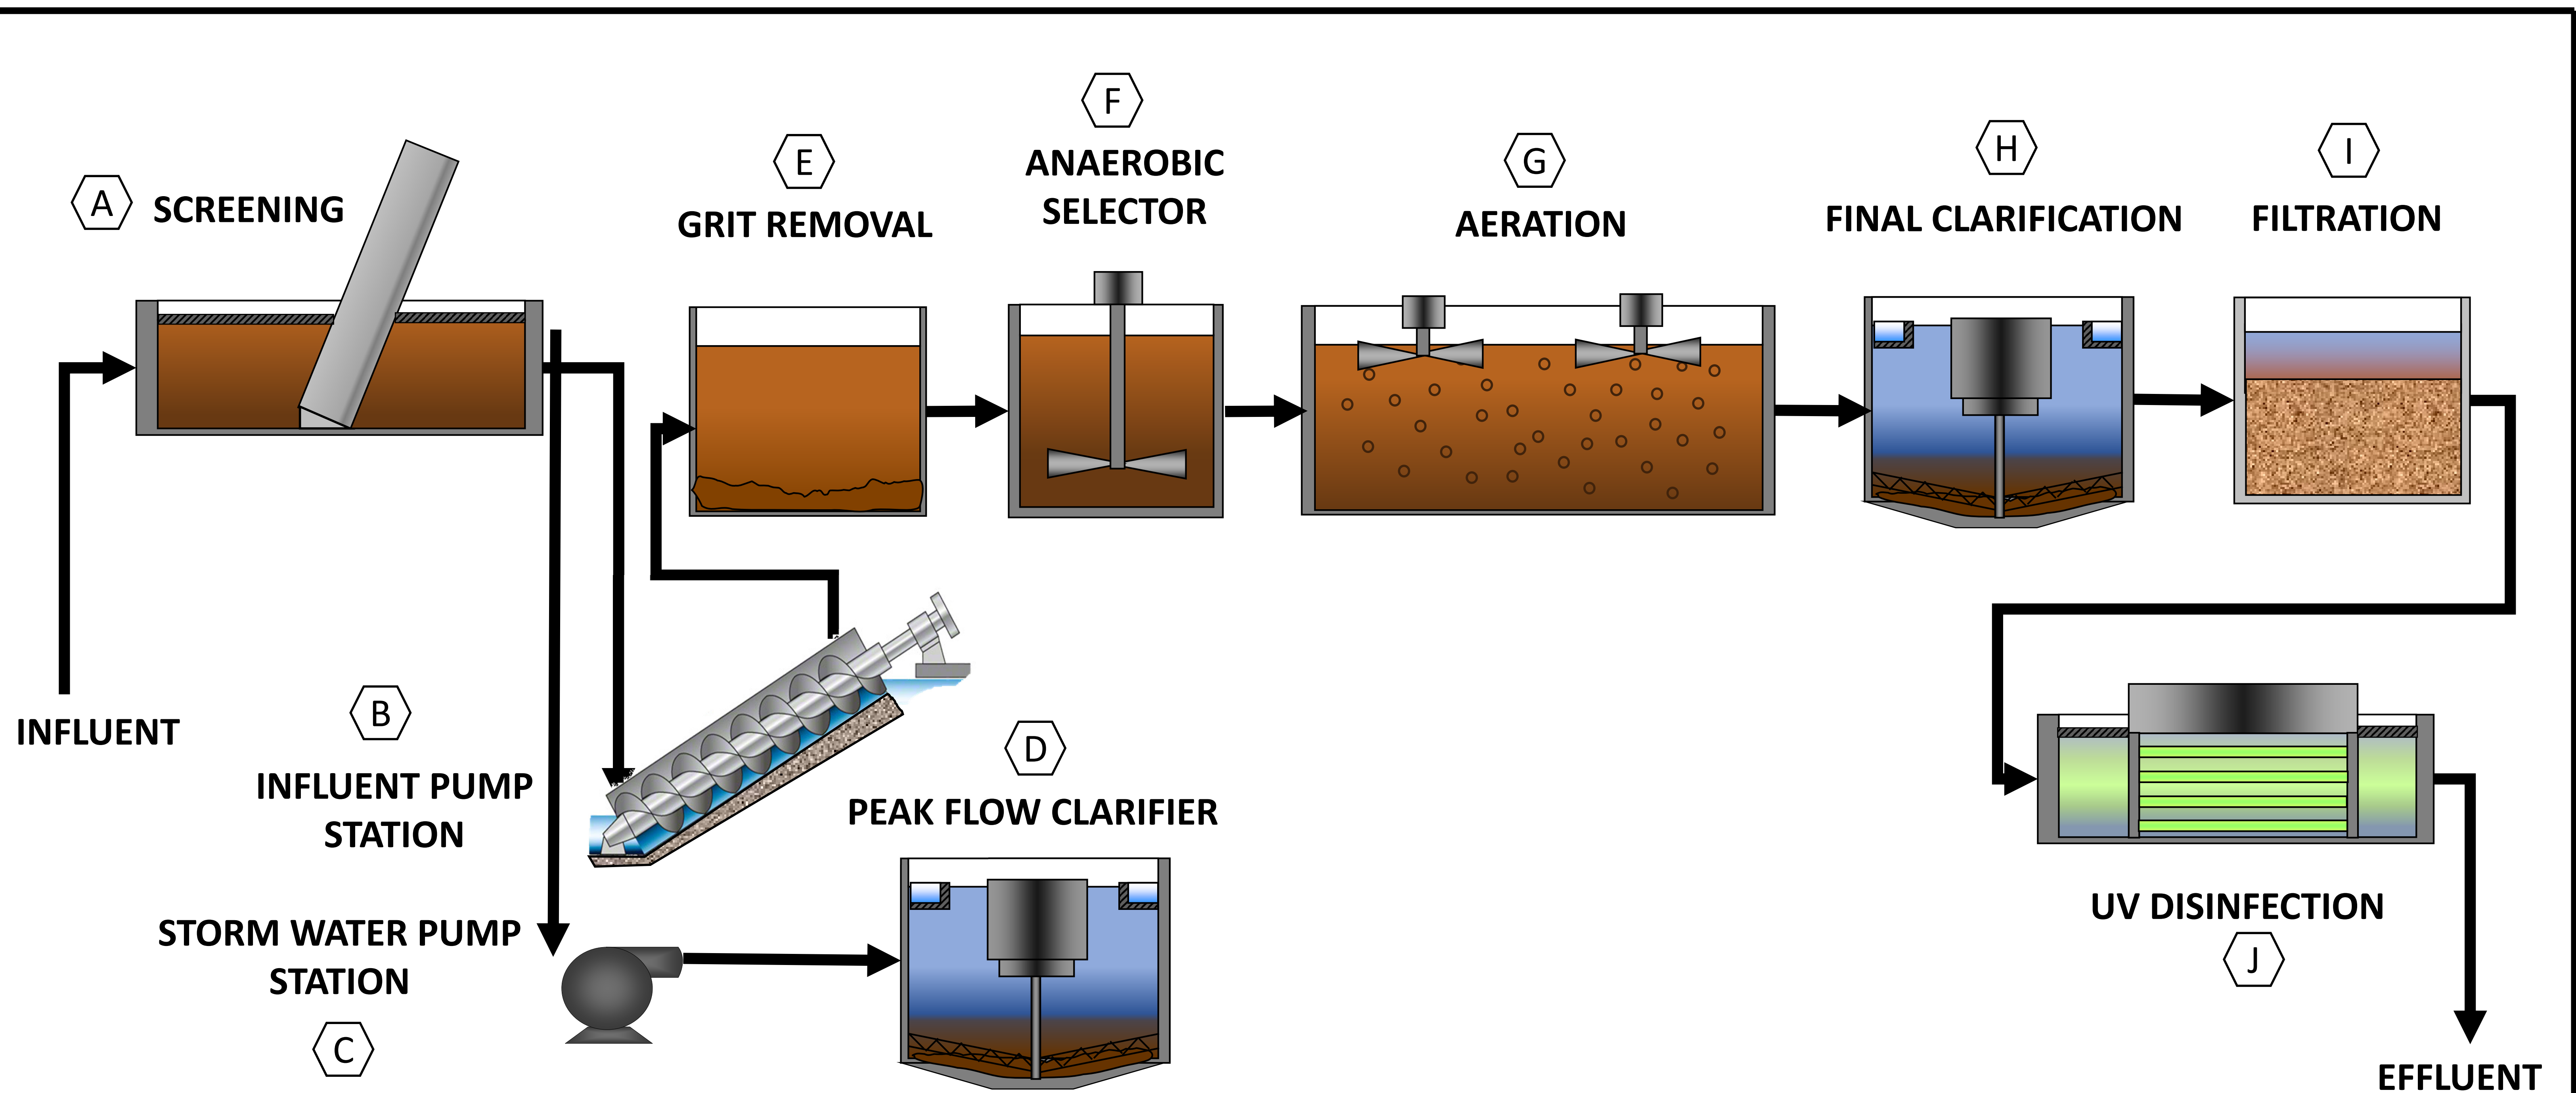 A
SCREENING
INFLUENT
B
INFLUENT PUMP
STATION
STORM WATER PUMP
STATION
C
D
PEAK FLOW CLARIFIER
E
GRIT REMOVAL
F
ANAEROBIC
SELECTOR
G
AERATION
H
FINAL CLARIFICATION
I
FILTRATION
UV DISINFECTION
J
EFFLUENT